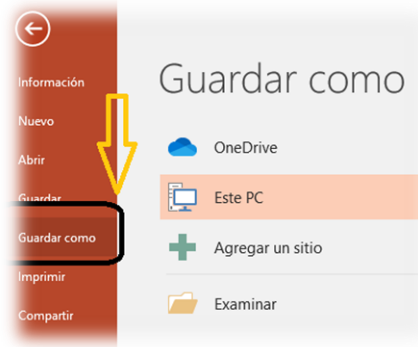 Guardar como
Información
Nuevo
Abrir
Guardar
Guardar como
Imprimir
Compartir
OneDrive
Este PC
Agregar un sitio
Examinar